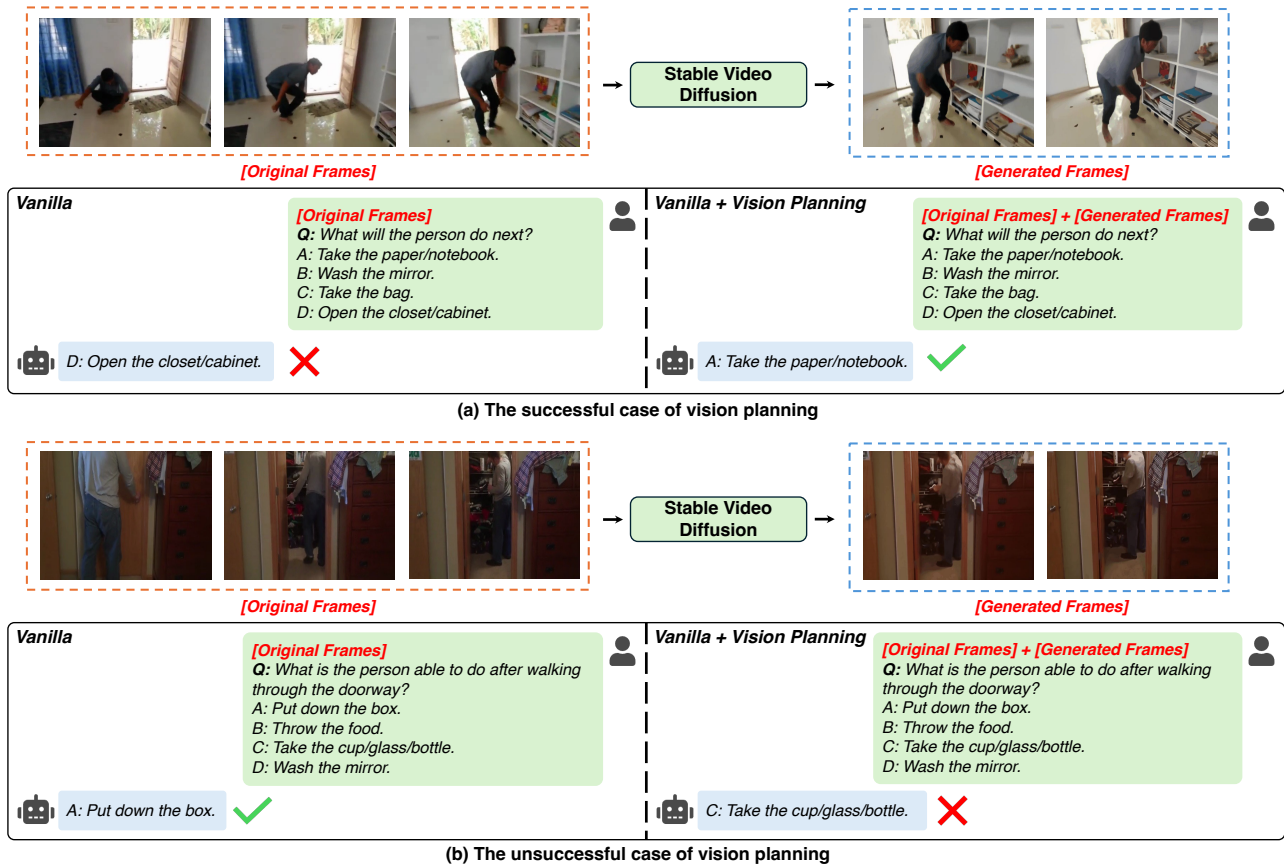 Stable Video
Diffusion
[Original Frames]
[Generated Frames]
Vanilla
[Original Frames]
Q: What will the person do next?
A: Take the paper/notebook.
B: Wash the mirror.
C: Take the bag.
D: Open the closet/cabinet.
D: Open the closet/cabinet.
Vanilla + Vision Planning
[Original Frames] + [Generated Frames]
Q: What will the person do next?
A: Take the paper/notebook.
B: Wash the mirror.
C: Take the bag.
D: Open the closet/cabinet.
A: Take the paper/notebook.
(a) The successful case of vision planning
Stable Video
Diffusion
[Original Frames]
[Generated Frames]
Vanilla
[Original Frames]
Q: What is the person able to do after walking
through the doorway?
A: Put down the box.
B: Throw the food.
C: Take the cup/glass/bottle.
D: Wash the mirror.
A: Put down the box.
Vanilla + Vision Planning
[Original Frames] + [Generated Frames]
Q: What is the person able to do after walking
through the doorway?
A: Put down the box.
B: Throw the food.
C: Take the cup/glass/bottle.
D: Wash the mirror.
C: Take the cup/glass/bottle.
(b) The unsuccessful case of vision planning